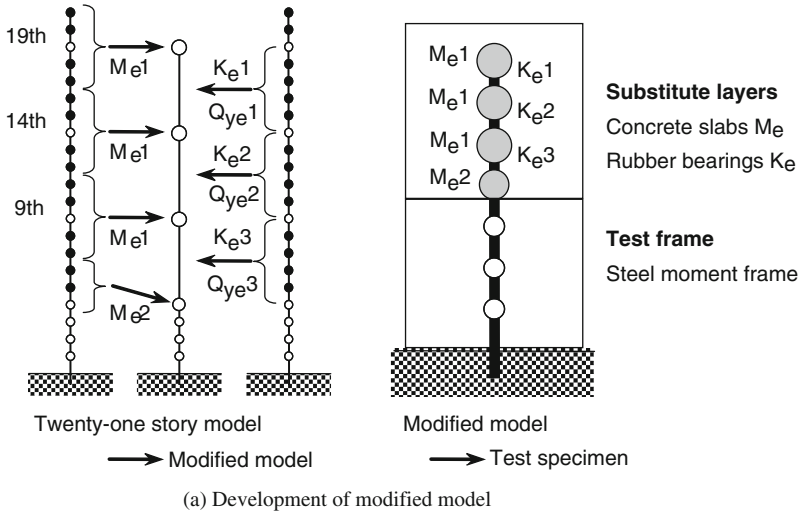 19th
14th
9th
Me1
Me1
Me1
Me2
Ke1
Qye1
Ke2
Qye2
Ke3
Qye3
Twenty-one story model
Modified model
Me1
Ke1
Me1
Ke2
Me1
Ke3
Me2
Substitute layers
Concrete slabs Me
Rubber bearings Ke
Test frame
Steel moment frame
Modified model
Test specimen
(a) Development of modified model